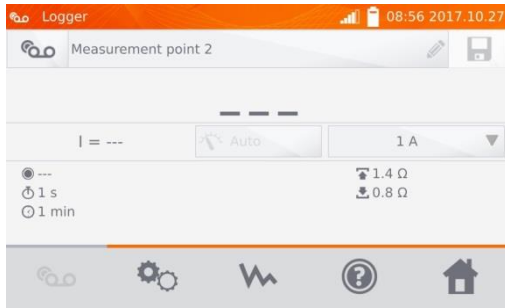 Logger 08:56 2017.10.27
Measurement point 2
---
I = --- Auto 1 A
---
1 s
1 min
1.4 Ω
0.8 Ω
?